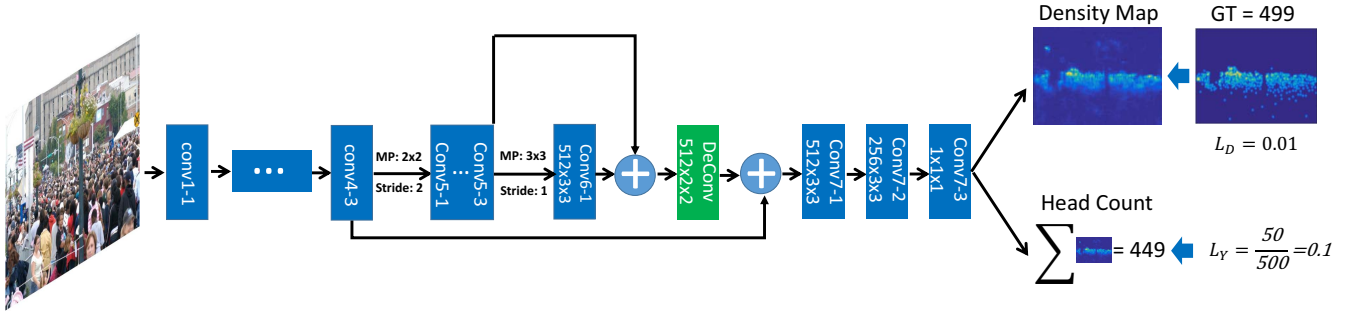 Density Map
GT = 499
L_D = 0.01
conv1-1
...
conv4-3
MP: 2x2
Stride: 2
Conv5-1
...
Conv5-3
MP: 3x3
Stride: 1
Conv6-1
512x3x3
+
DeConv
512x2x2
+
Conv7-1
512x3x3
Conv7-2
256x3x3
Conv7-3
1x1x1
Head Count
∑ = 449
L_Y = 50/500 =0.1